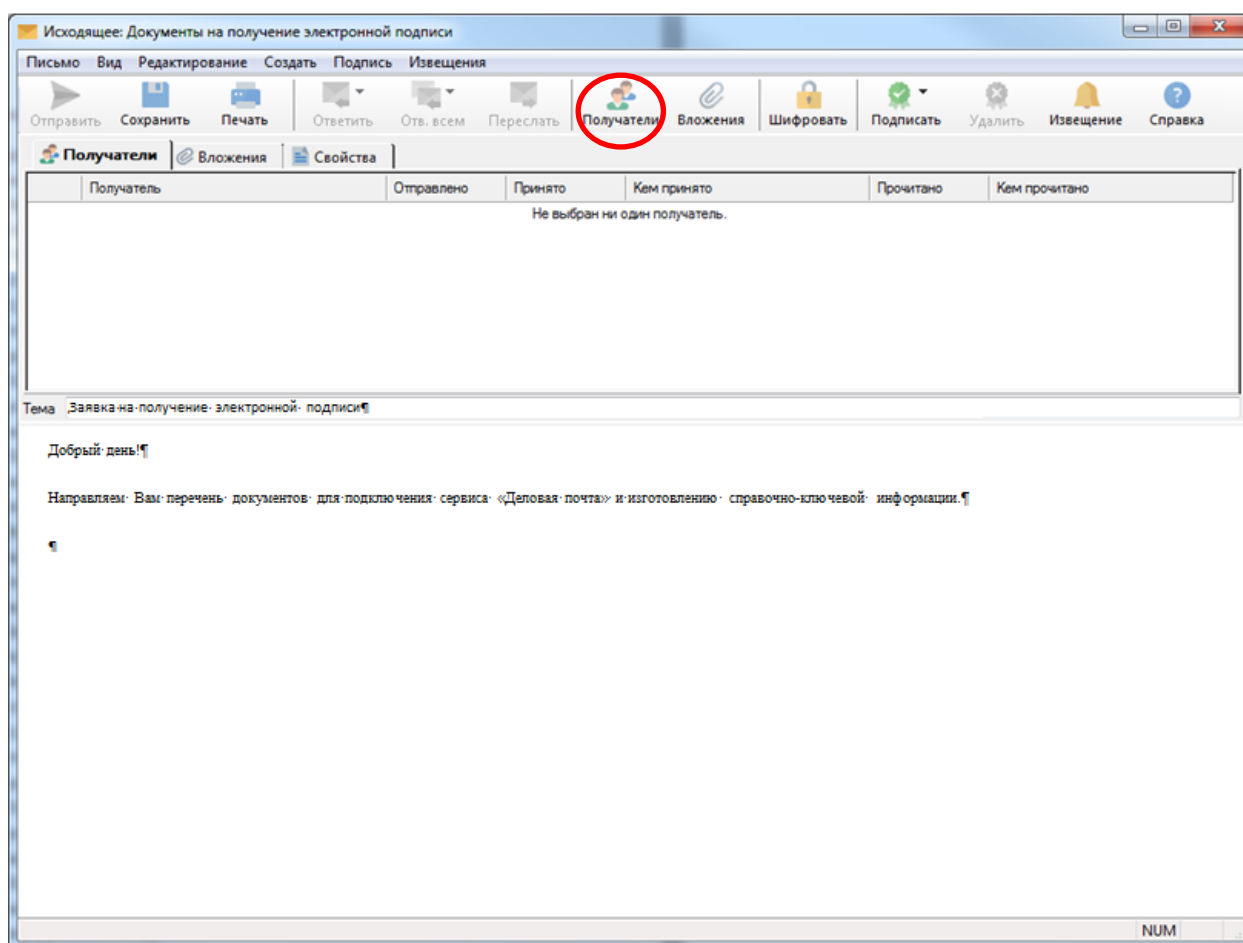 Исходящее: Документы на получение электронной подписи
Письмо Вид Редактирование Создать Подпись Извещения
Отправить Сохранить Печать Ответить Отв. всем Переслать Получатели Вложения Шифровать Подписать Удалить Извещение Справка
Получатели Вложения Свойства
Получатель Отправлено Принято Кем принято Прочитано Кем прочитано
Не выбран ни один получатель.
Тема Заявка·на·получение·электронной·подписи¶
Добрый·день!¶
Направляем·Вам·перечень·документов·для·подключения·сервиса·«Деловая·почта»·и·изготовлению·справочно-ключевой·информации.¶
¶
NUM